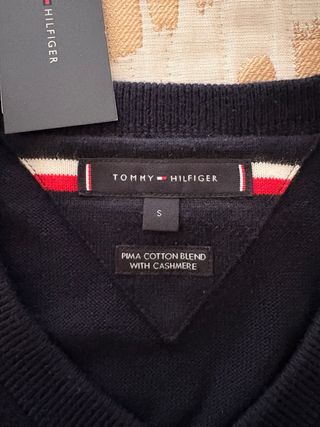 HILFIGER
TOMMY HILFIGER
S
PIMA COTTON BLEND
WITH CASHMERE